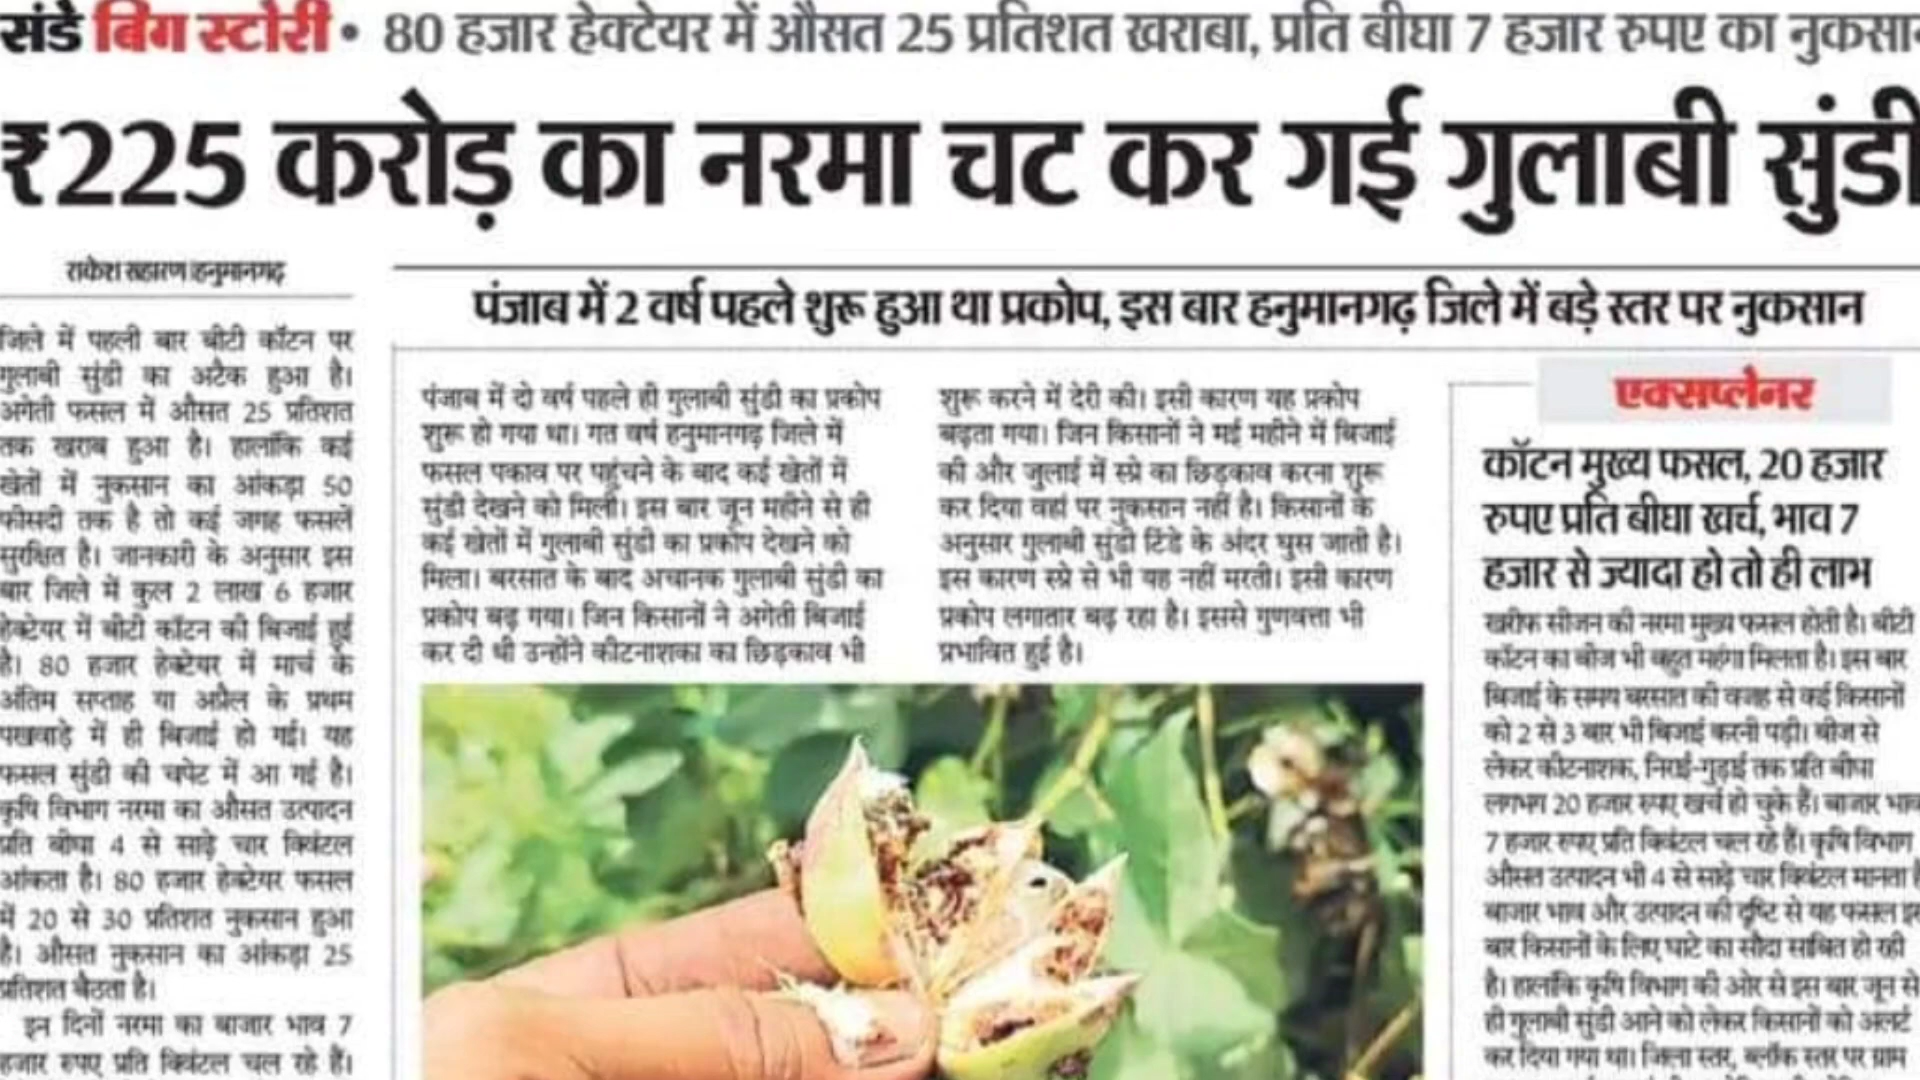 संडे बिग स्टोरी • 80 हजार हेक्टेयर में औसत 25 प्रतिशत खराबा, प्रति बीघा 7 हजार रुपए का नुकसान
₹225 करोड़ का नरमा चट कर गई गुलाबी सुंडी
राकेश सहारण हनुमानगढ़
जिले में पहली बार बीटी कॉटन पर
गुलाबी सुंडी का अटैक हुआ है।
अगेती फसल में औसत 25 प्रतिशत
तक खराब हुआ है। हालांकि कई
खेतों में नुकसान का आंकड़ा 50
फीसदी तक है तो कई जगह फसलें
सुरक्षित है। जानकारी के अनुसार इस
बार जिले में कुल 2 लाख 6 हजार
हेक्टेयर में बीटी कॉटन की बिजाई हुई
है। 80 हजार हेक्टेयर में मार्च के
अंतिम सप्ताह या अप्रैल के प्रथम
पखवाड़े में ही बिजाई हो गई। यह
फसल सुंडी की चपेट में आ गई है।
कृषि विभाग नरमा का औसत उत्पादन
प्रति बीघा 4 से साढ़े चार क्विंटल
आंकता है। 80 हजार हेक्टेयर फसल
में 20 से 30 प्रतिशत नुकसान हुआ
है। औसत नुकसान का आंकड़ा 25
प्रतिशत बैठता है।
इन दिनों नरमा का बाजार भाव 7
हजार रुपए प्रति क्विंटल चल रहे हैं।
पंजाब में 2 वर्ष पहले शुरू हुआ था प्रकोप, इस बार हनुमानगढ़ जिले में बड़े स्तर पर नुकसान
पंजाब में दो वर्ष पहले ही गुलाबी सुंडी का प्रकोप
शुरू हो गया था। गत वर्ष हनुमानगढ़ जिले में
फसल पकाव पर पहुंचने के बाद कई खेतों में
सुंडी देखने को मिली। इस बार जून महीने से ही
कई खेतों में गुलाबी सुंडी का प्रकोप देखने को
मिला। बरसात के बाद अचानक गुलाबी सुंडी का
प्रकोप बढ़ गया। जिन किसानों ने अगेती बिजाई
कर दी थी उन्होंने कीटनाशका का छिड़काव भी
शुरू करने में देरी की। इसी कारण यह प्रकोप
बढ़ता गया। जिन किसानों ने मई महीने में बिजाई
की और जुलाई में स्प्रे का छिड़काव करना शुरू
कर दिया वहां पर नुकसान नहीं है। किसानों के
अनुसार गुलाबी सुंडी टिंडे के अंदर घुस जाती है।
इस कारण स्प्रे से भी यह नहीं मरती। इसी कारण
प्रकोप लगातार बढ़ रहा है। इससे गुणवत्ता भी
प्रभावित हुई है।
एक्सप्लेनर
कॉटन मुख्य फसल, 20 हजार
रुपए प्रति बीघा खर्च, भाव 7
हजार से ज्यादा हो तो ही लाभ
खरीफ सीजन की नरमा मुख्य फसल होती है। बीटी
कॉटन का बीज भी बहुत महंगा मिलता है। इस बार
बिजाई के समय बरसात की वजह से कई किसानों
को 2 से 3 बार भी बिजाई करनी पड़ी। बीज से
लेकर कीटनाशक, निराई-गुड़ाई तक प्रति बीघा
लगभग 20 हजार रुपए खर्च हो चुके हैं। बाजार भाव
7 हजार रुपए प्रति क्विंटल चल रहे हैं। कृषि विभाग
औसत उत्पादन भी 4 से साढ़े चार क्विंटल मानता है
बाजार भाव और उत्पादन की दृष्टि से यह फसल इस
बार किसानों के लिए घाटे का सौदा साबित हो रही
है। हालांकि कृषि विभाग की ओर से इस बार जून से
ही गुलाबी सुंडी आने को लेकर किसानों को अलर्ट
कर दिया गया था। जिला स्तर, ब्लॉक स्तर पर ग्राम